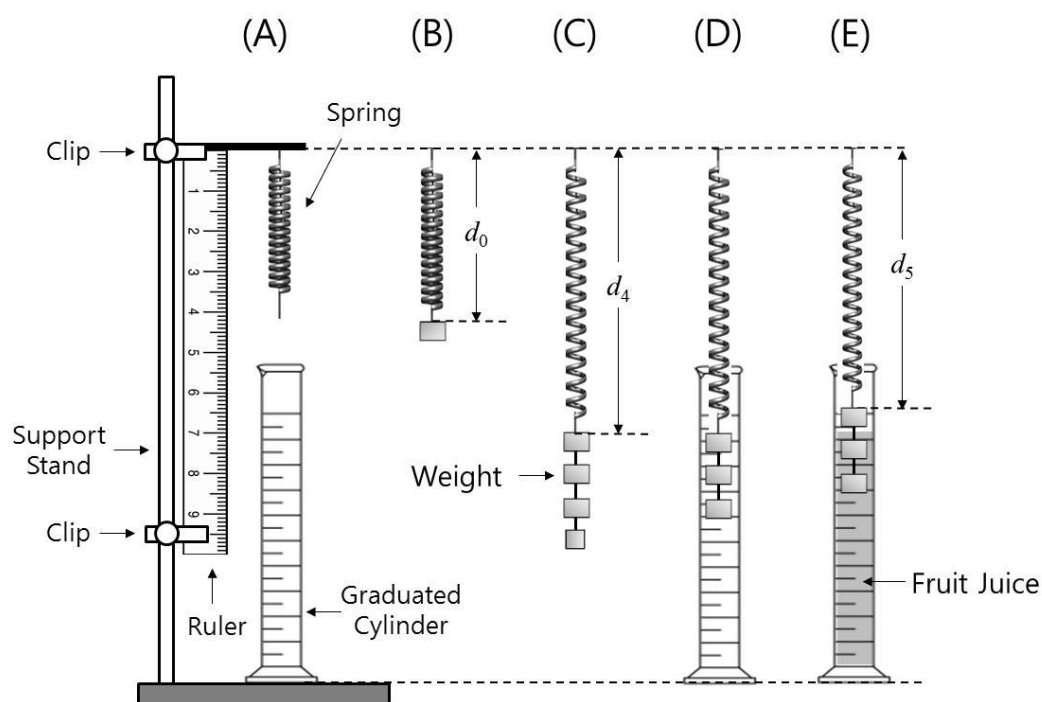 (A)
(B)
(C)
(D)
(E)
Spring
Clip
1
2
3
4
5
6
7
8
9
d0
d4
d5
Support
Stand
Weight
Clip
Ruler
Graduated
Cylinder
Fruit Juice